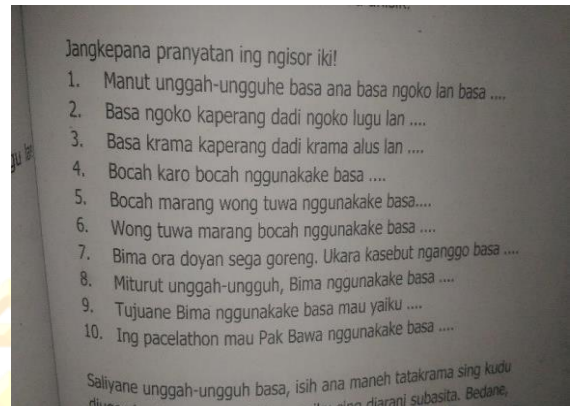 Jangkepana pranyatan ing ngisor iki!
1. Manut unggah-ungguhe basa ana basa ngoko lan basa ....
2. Basa ngoko kaperang dadi ngoko lugu lan ....
3. Basa krama kaperang dadi krama alus lan ....
4. Bocah karo bocah nggunakake basa ....
5. Bocah marang wong tuwa nggunakake basa....
6. Wong tuwa marang bocah nggunakake basa ....
7. Bima ora doyan sega goreng. Ukara kasebut nganggo basa ....
8. Miturut unggah-ungguh, Bima nggunakake basa ....
9. Tujuane Bima nggunakake basa mau yaiku ....
10. Ing pacelathon mau Pak Bawa nggunakake basa ....
Saliyane unggah-ungguh basa, isih ana maneh tatakrama sing kudu
sing diarani subasita. Bedane,